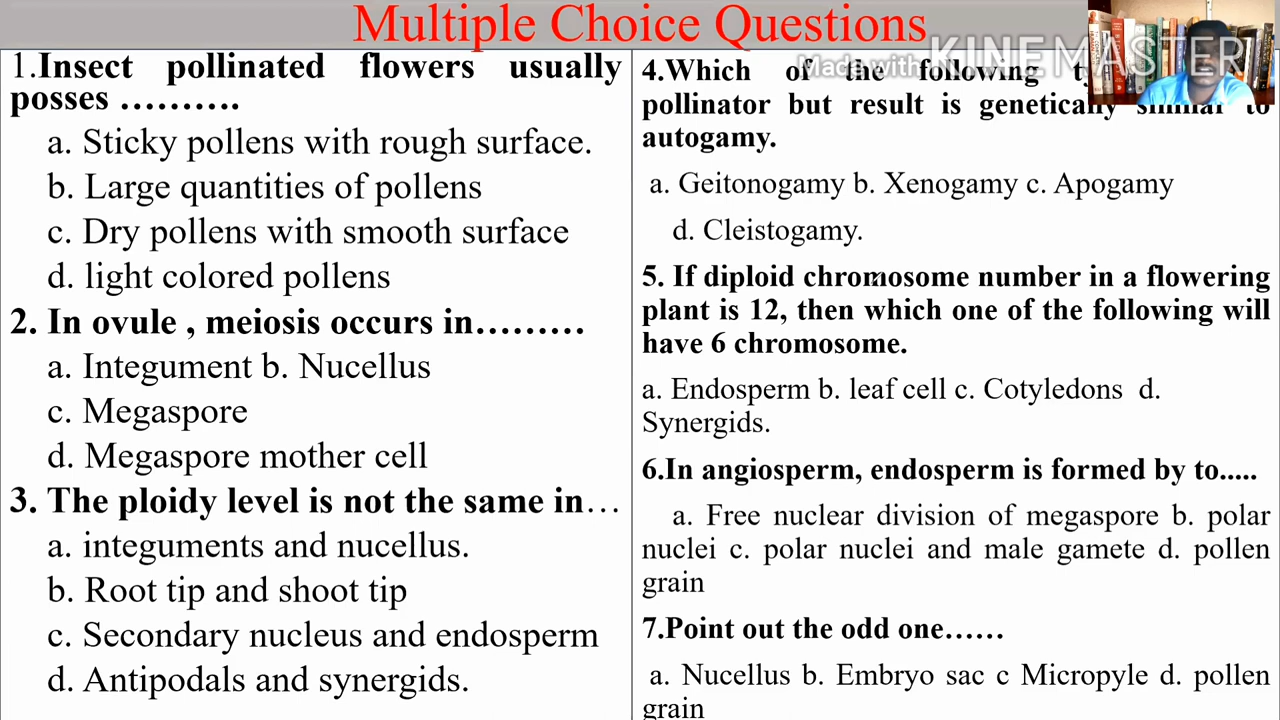 Multiple Choice Questions
Made with KINEMASTER
1.Insect pollinated flowers usually
posses ……….
a. Sticky pollens with rough surface.
b. Large quantities of pollens
c. Dry pollens with smooth surface
d. light colored pollens
2. In ovule , meiosis occurs in………
a. Integument b. Nucellus
c. Megaspore
d. Megaspore mother cell
3. The ploidy level is not the same in…
a. integuments and nucellus.
b. Root tip and shoot tip
c. Secondary nucleus and endosperm
d. Antipodals and synergids.
4.Which of the following
pollinator but result is genetically similar to
autogamy.
a. Geitonogamy b. Xenogamy c. Apogamy
d. Cleistogamy.
5. If diploid chromosome number in a flowering
plant is 12, then which one of the following will
have 6 chromosome.
a. Endosperm b. leaf cell c. Cotyledons d.
Synergids.
6.In angiosperm, endosperm is formed by to.....
a. Free nuclear division of megaspore b. polar
nuclei c. polar nuclei and male gamete d. pollen
grain
7.Point out the odd one……
a. Nucellus b. Embryo sac c Micropyle d. pollen
grain